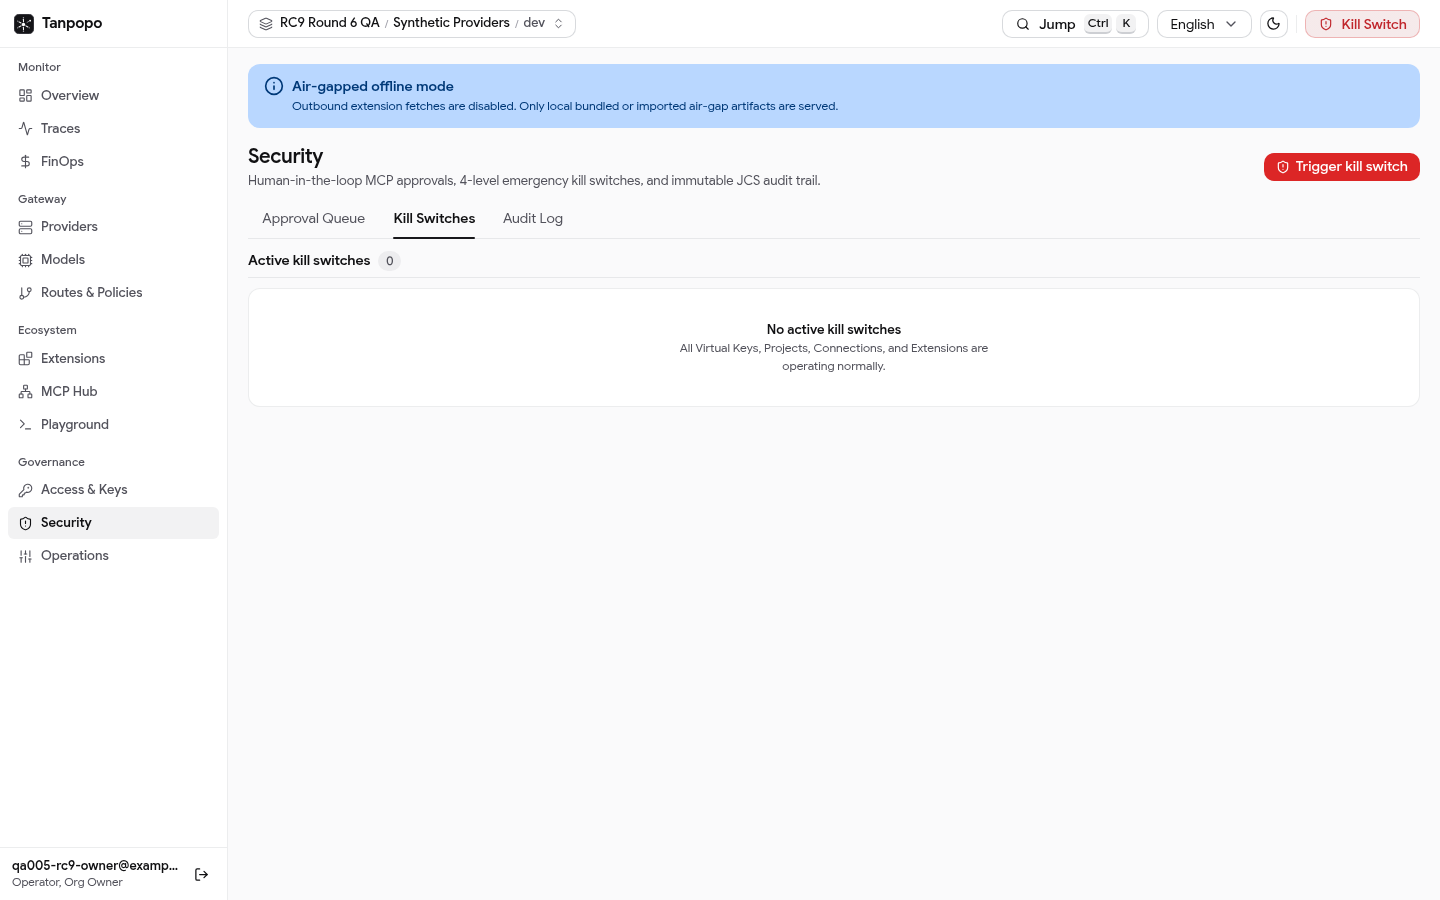 Tanpopo
RC9 Round 6 QA / Synthetic Providers / dev
Jump Ctrl K
English
Kill Switch
Monitor
Overview
Traces
FinOps
Gateway
Providers
Models
Routes & Policies
Ecosystem
Extensions
MCP Hub
Playground
Governance
Access & Keys
Security
Operations
qa005-rc9-owner@examp...
Operator, Org Owner
Air-gapped offline mode
Outbound extension fetches are disabled. Only local bundled or imported air-gap artifacts are served.
Security
Human-in-the-loop MCP approvals, 4-level emergency kill switches, and immutable JCS audit trail.
Trigger kill switch
Approval Queue Kill Switches Audit Log
Active kill switches 0
No active kill switches
All Virtual Keys, Projects, Connections, and Extensions are
operating normally.